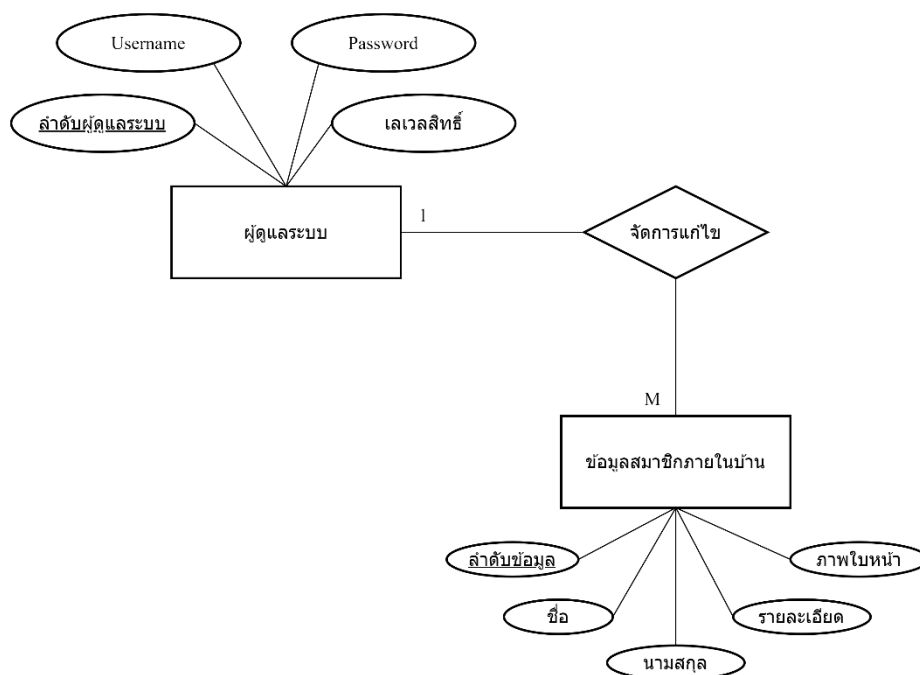 Username
Password
ลำดับผู้ดูแลระบบ
เลเวลสิทธิ์
ผู้ดูแลระบบ
1
จัดการแก้ไข
M
ข้อมูลสมาชิกภายในบ้าน
ลำดับข้อมูล
ภาพใบหน้า
ชื่อ
รายละเอียด
นามสกุล